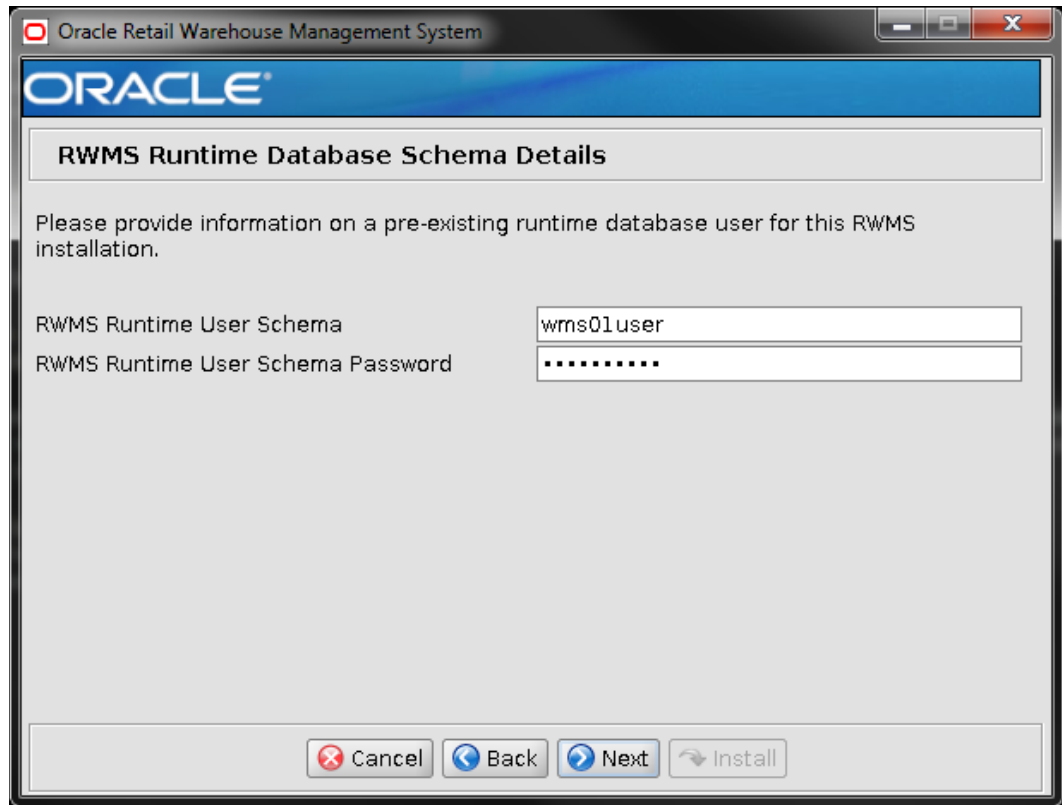 Oracle Retail Warehouse Management System
ORACLE®
RWMS Runtime Database Schema Details
Please provide information on a pre-existing runtime database user for this RWMS
installation.
RWMS Runtime User Schema wms01user
RWMS Runtime User Schema Password ••••••••••
Cancel Back Next Install